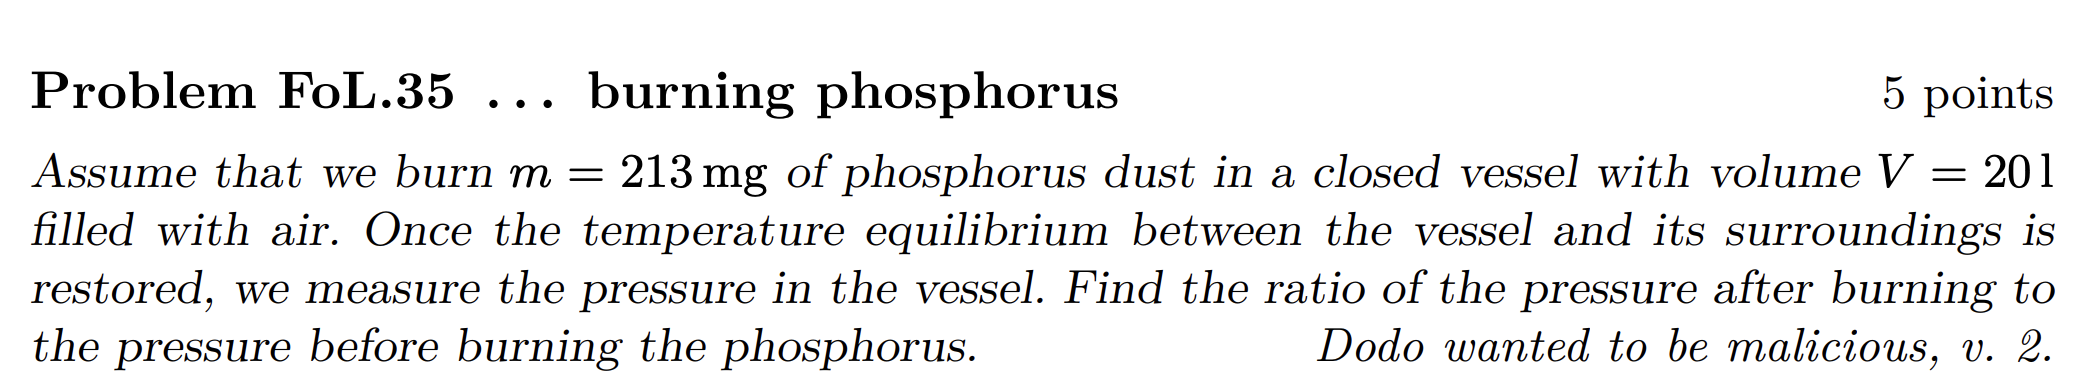 Problem FoL.35 ... burning phosphorus 5 points
Assume that we burn m = 213 mg of phosphorus dust in a closed vessel with volume V = 20 l
filled with air. Once the temperature equilibrium between the vessel and its surroundings is
restored, we measure the pressure in the vessel. Find the ratio of the pressure after burning to
the pressure before burning the phosphorus. Dodo wanted to be malicious, v. 2.